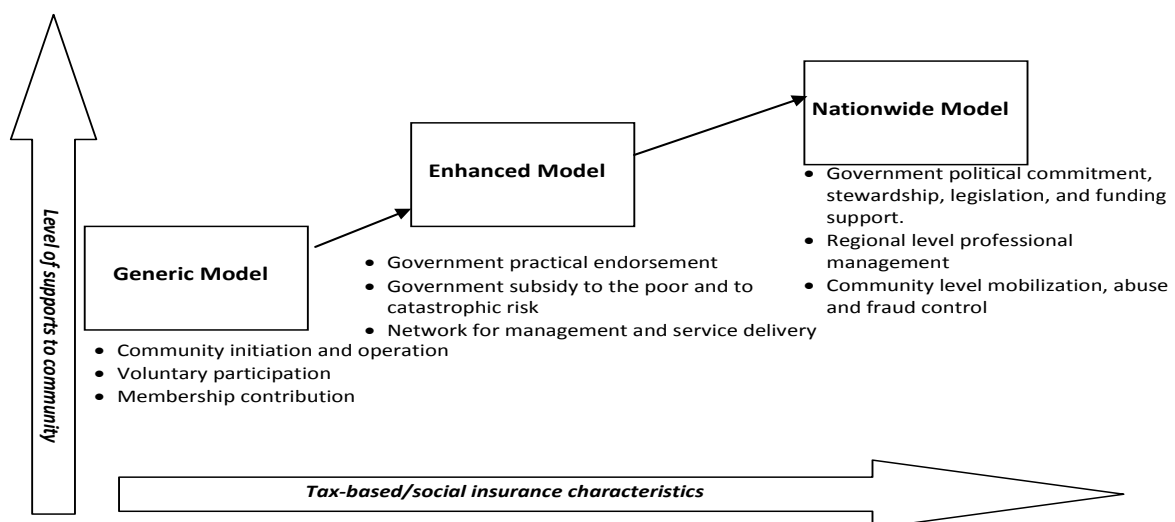 Nationwide Model
Enhanced Model
• Government political commitment,
stewardship, legislation, and funding
support.
• Regional level professional
management
• Community level mobilization, abuse
and fraud control
Level of supports to community
Generic Model
• Government practical endorsement
• Government subsidy to the poor and to
catastrophic risk
• Network for management and service delivery
• Community initiation and operation
• Voluntary participation
• Membership contribution
Tax-based/social insurance characteristics